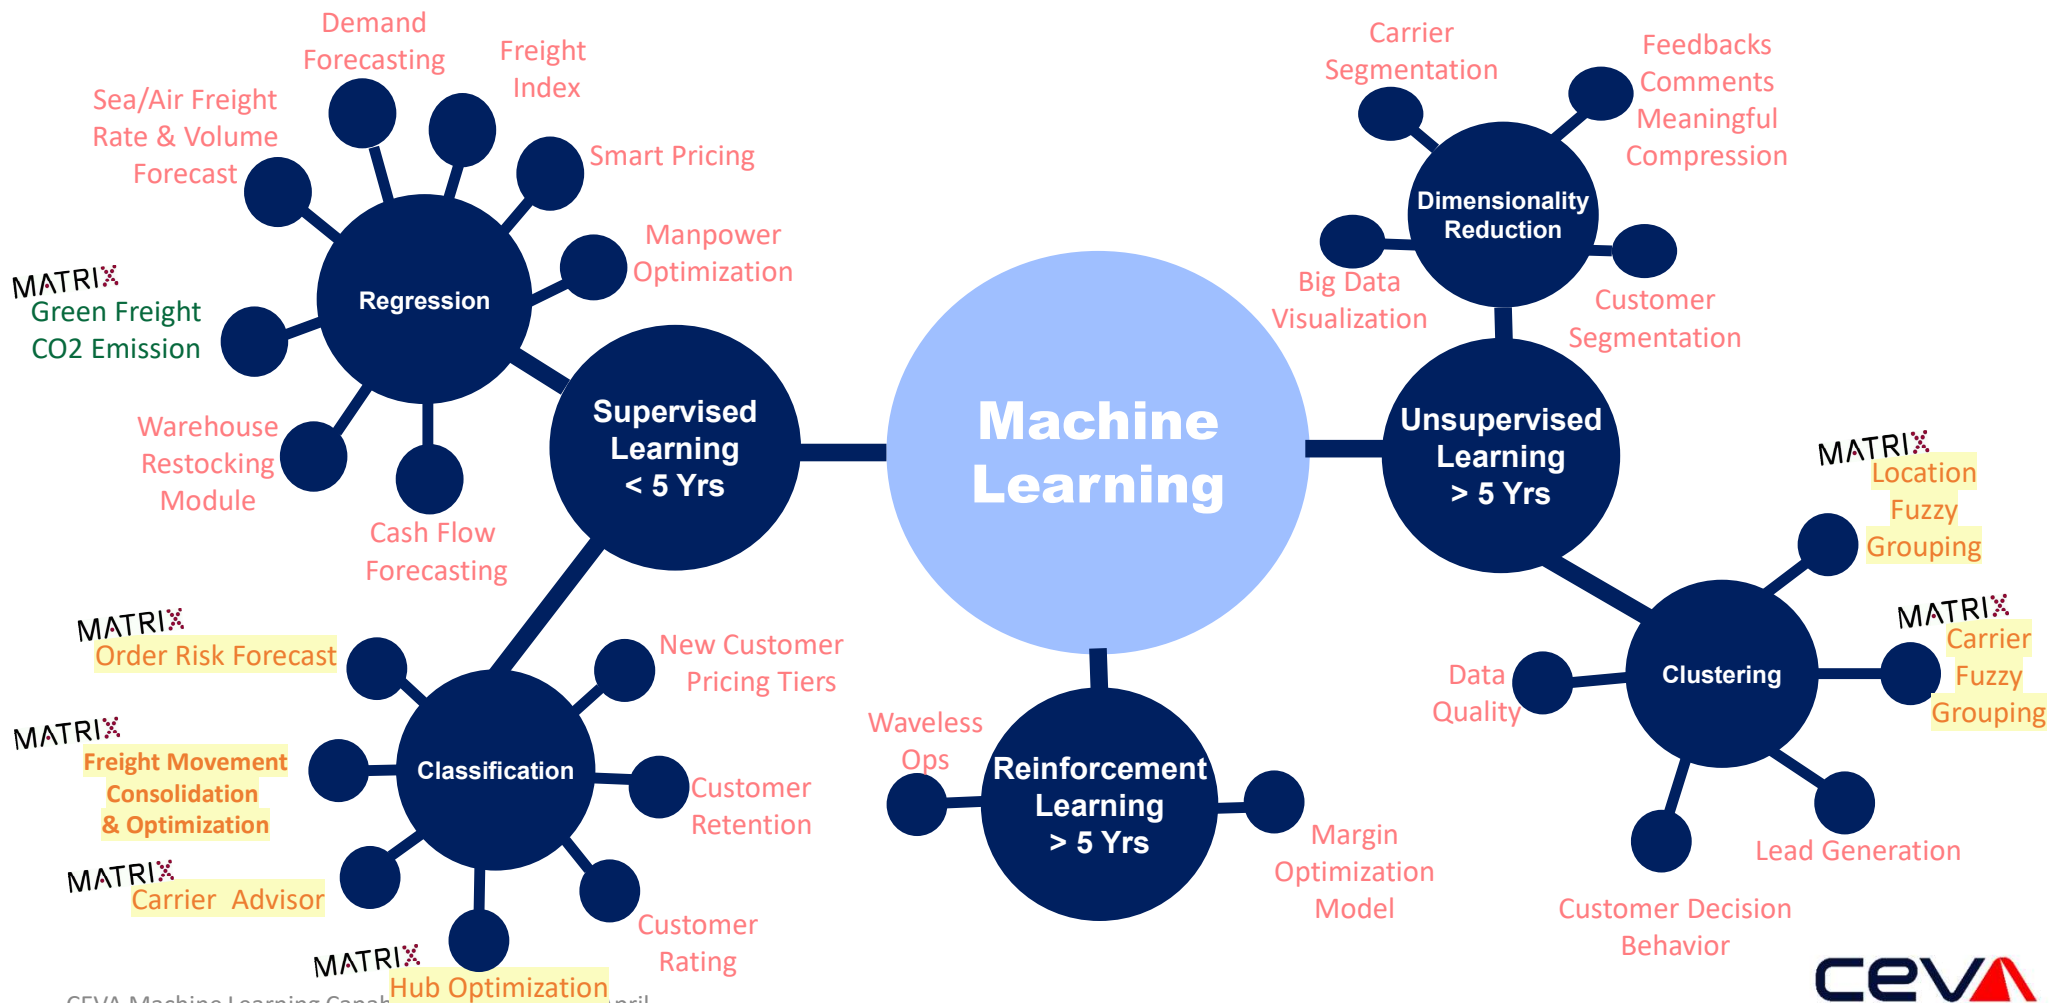 Demand
Forecasting
Freight
Index
Sea/Air Freight
Rate & Volume
Forecast
Smart Pricing
Manpower
Optimization
MATRIX
Green Freight
CO2 Emission
Regression
Warehouse
Restocking
Module
Cash Flow
Forecasting
Supervised
Learning
< 5 Yrs
Machine
Learning
Carrier
Segmentation
Feedbacks
Comments
Meaningful
Compression
Dimensionality
Reduction
Big Data
Visualization
Customer
Segmentation
Unsupervised
Learning
> 5 Yrs
MATRIX
Location
Fuzzy
Grouping
MATRIX
Carrier
Fuzzy
Grouping
Clustering
Data
Quality
Lead Generation
Customer Decision
Behavior
MATRIX
Order Risk Forecast
New Customer
Pricing Tiers
MATRIX
Freight Movement
Consolidation
& Optimization
Classification
Customer
Retention
MATRIX
Carrier Advisor
Customer
Rating
MATRIX
Hub Optimization
Waveless
Ops
Reinforcement
Learning
> 5 Yrs
Margin
Optimization
Model
CEVA Machine Learning
CEVA